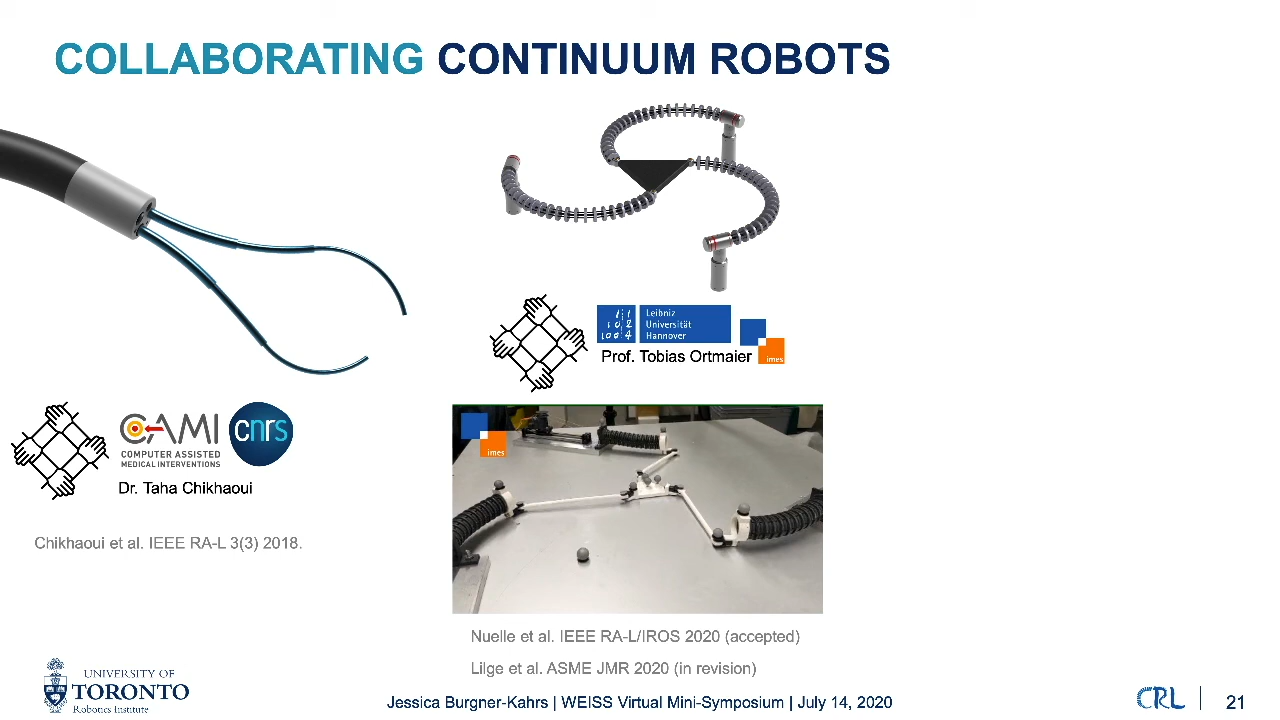 COLLABORATING CONTINUUM ROBOTS
CAMI
COMPUTER ASSISTED
MEDICAL INTERVENTIONS
cnrs
Dr. Taha Chikhaoui
Chikhaoui et al. IEEE RA-L 3(3) 2018.
Leibniz
Universität
Hannover
Prof. Tobias Ortmaier
imes
imes
Nuelle et al. IEEE RA-L/IROS 2020 (accepted)
Lilge et al. ASME JMR 2020 (in revision)
UNIVERSITY OF
TORONTO
Robotics Institute
Jessica Burgner-Kahrs | WEISS Virtual Mini-Symposium | July 14, 2020
CRL
21